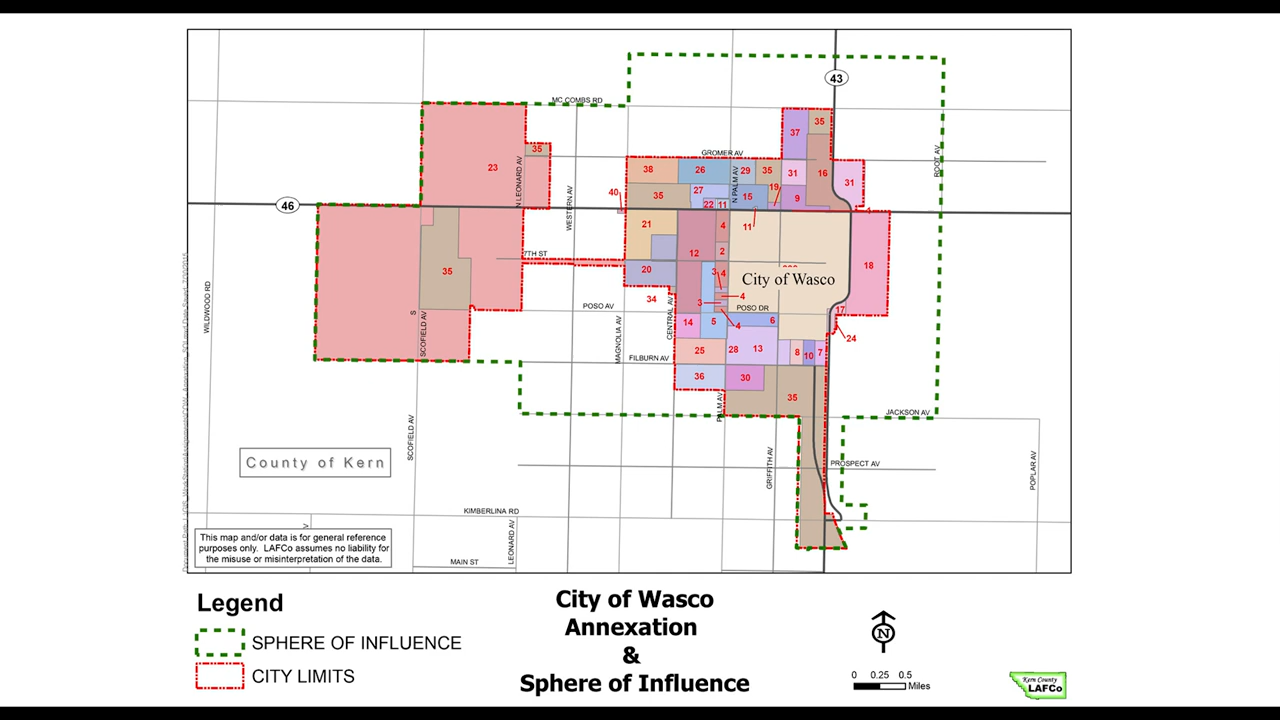 43
MC COMBS RD
37
35
GROMER AV
35
ROOT AV
23
N LEONARD AV
38
26
29
35
31
16
31
N PALM AV
19
40
WESTERN AV
35
27
15
9
46
22
11
4
11
21
4
12
2
7TH ST
18
35
20
3
4
City of Wasco
WILDWOOD RD
34
CENTRAL AV
3
4
POSO AV
POSO DR
17
S
SCOFIELD AV
14
5
4
6
24
MAGNOLIA AV
FILBURN AV
25
28
13
8
10
7
36
30
35
PALM AV
JACKSON AV
SCOFIELD AV
County of Kern
GRIFFITH AV
PROSPECT AV
POPLAR AV
KIMBERLINA RD
LEONARD AV
V
This map and/or data is for general reference
purposes only. LAFCo assumes no liability for
the misuse or misinterpretation of the data.
MAIN ST
Legend
SPHERE OF INFLUENCE
CITY LIMITS
City of Wasco
Annexation
&
Sphere of Influence
N
0 0.25 0.5
Miles
Kern County
LAFCo